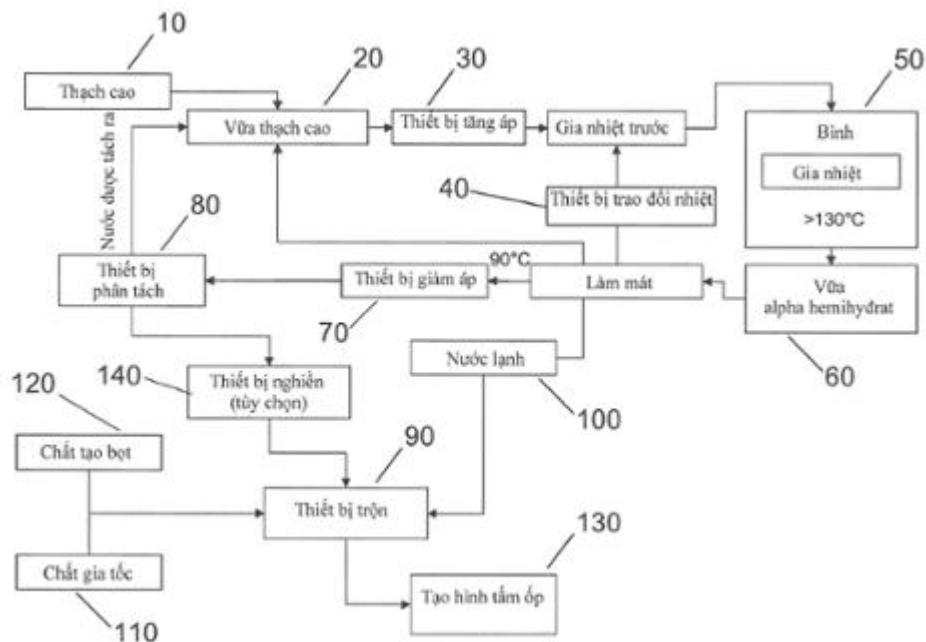 10
Thạch cao
20
Vữa thạch cao
30
Thiết bị tăng áp
Gia nhiệt trước
50
Bình
Gia nhiệt
>130°C
Nước được tách ra
40
Thiết bị trao đổi nhiệt
80
Thiết bị
phân tách
Thiết bị giảm áp
70
90°C
Làm mát
Vữa
alpha hemihyđrat
60
Nước lạnh
100
140
Thiết bị nghiền
(tùy chọn)
120
Chất tạo bọt
90
Thiết bị trộn
Chất gia tốc
110
130
Tạo hình tấm ốp